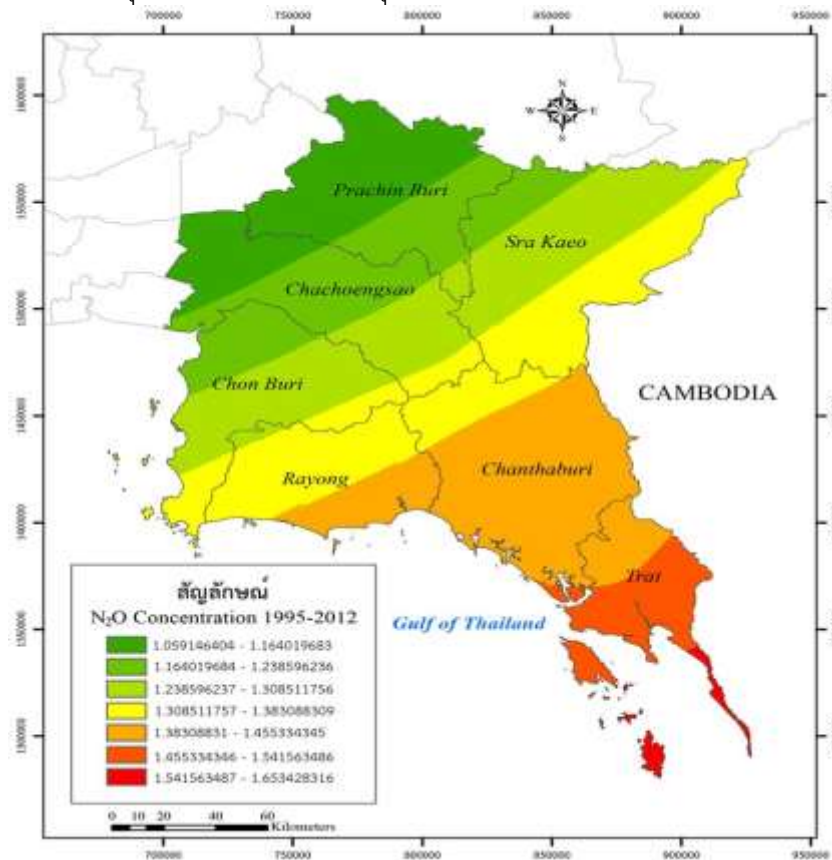 700000 750000 800000 850000 900000 950000
N
W E
S
1600000
1550000
1500000
1450000
1400000
1350000
1300000
Prachin Buri
Sra Kaeo
Chachoengsao
Chon Buri
CAMBODIA
Rayong
Chanthaburi
Trat
Gulf of Thailand
สัญลักษณ์
N₂O Concentration 1995-2012
1.059146404 - 1.164019683
1.164019684 - 1.238596236
1.238596237 - 1.308511756
1.308511757 - 1.383088309
1.38308831 - 1.455334345
1.455334346 - 1.541563486
1.541563487 - 1.653428316
0 10 20 40 60
Kilometers
700000 750000 800000 850000 900000 950000